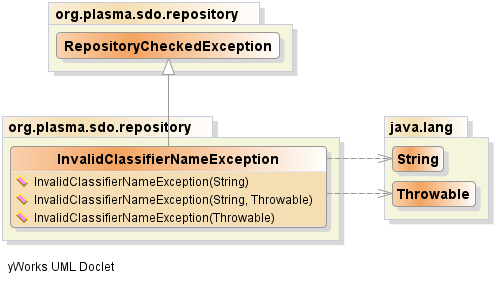 org.plasma.sdo.repository
RepositoryCheckedException
org.plasma.sdo.repository
InvalidClassifierNameException
InvalidClassifierNameException(String)
InvalidClassifierNameException(String, Throwable)
InvalidClassifierNameException(Throwable)
java.lang
String
Throwable
yWorks UML Doclet